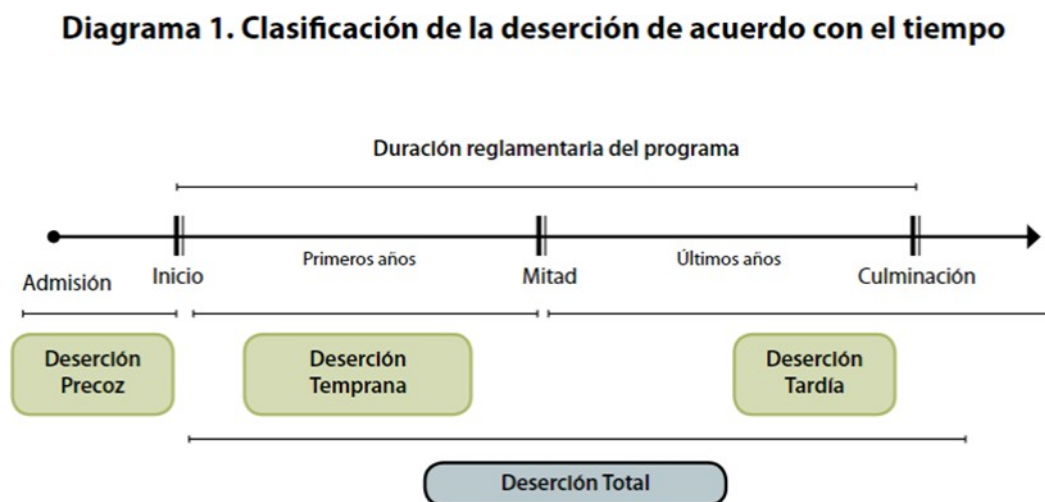 Diagrama 1. Clasificación de la deserción de acuerdo con el tiempo
Duración reglamentaria del programa
Primeros años
Últimos años
Admisión
Inicio
Mitad
Culminación
Deserción
Precoz
Deserción
Temprana
Deserción
Tardía
Deserción Total